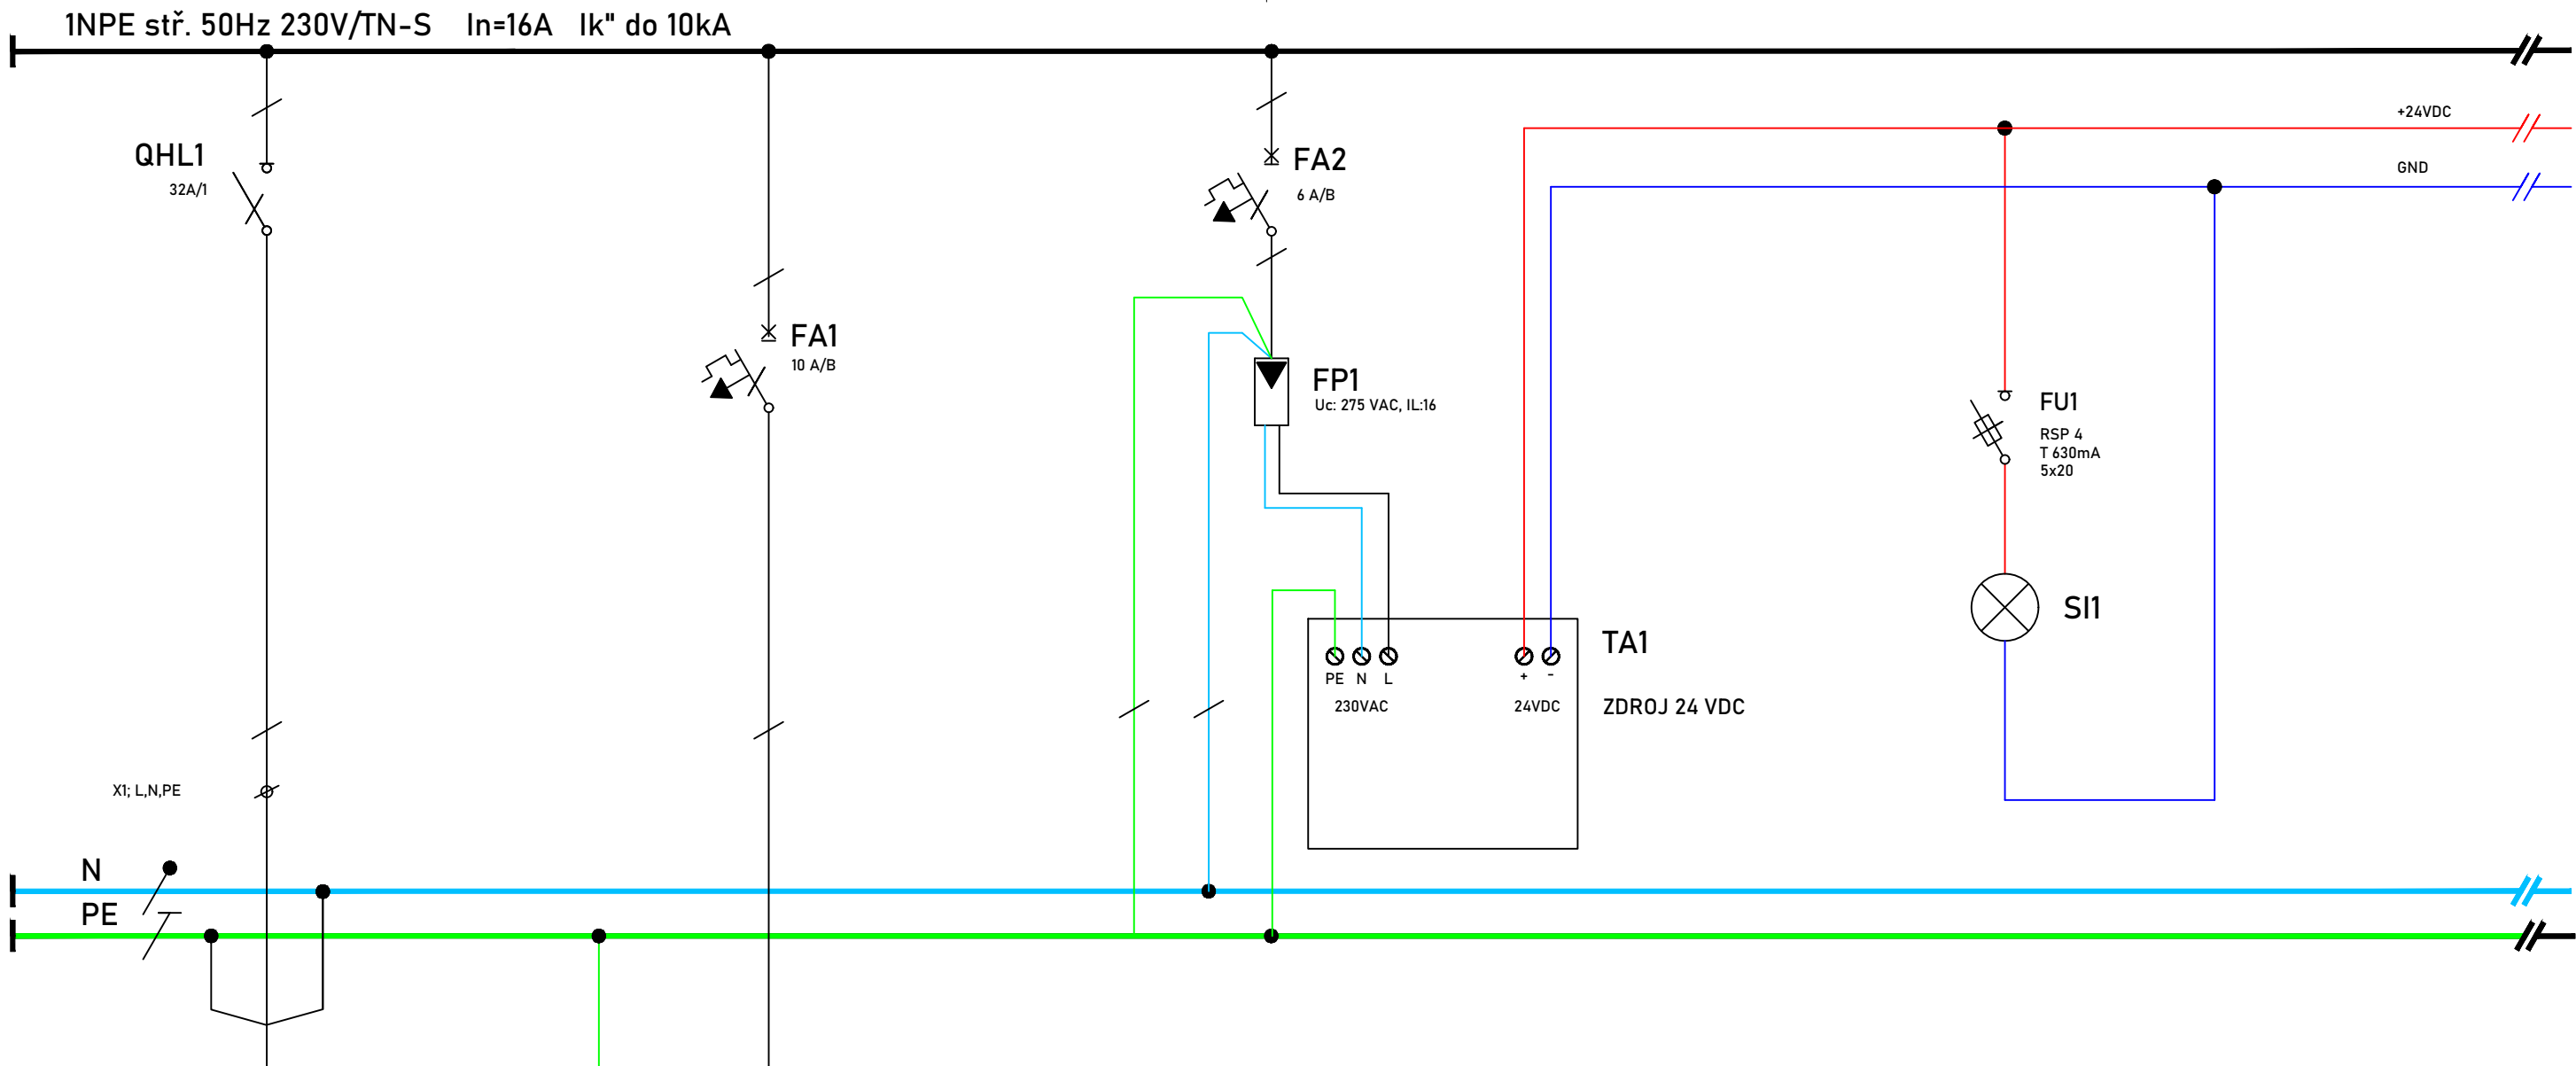 1NPE stř. 50Hz 230V/TN-S In=16A Ik" do 10kA
+24VDC
GND
QHL1
32A/1
FA2
6 A/B
FA1
10 A/B
FP1
Uc: 275 VAC, IL:16
FU1
RSP 4
T 630mA
5x20
SI1
TA1
PE N L + -
230VAC 24VDC
ZDROJ 24 VDC
X1; L,N,PE
N
PE